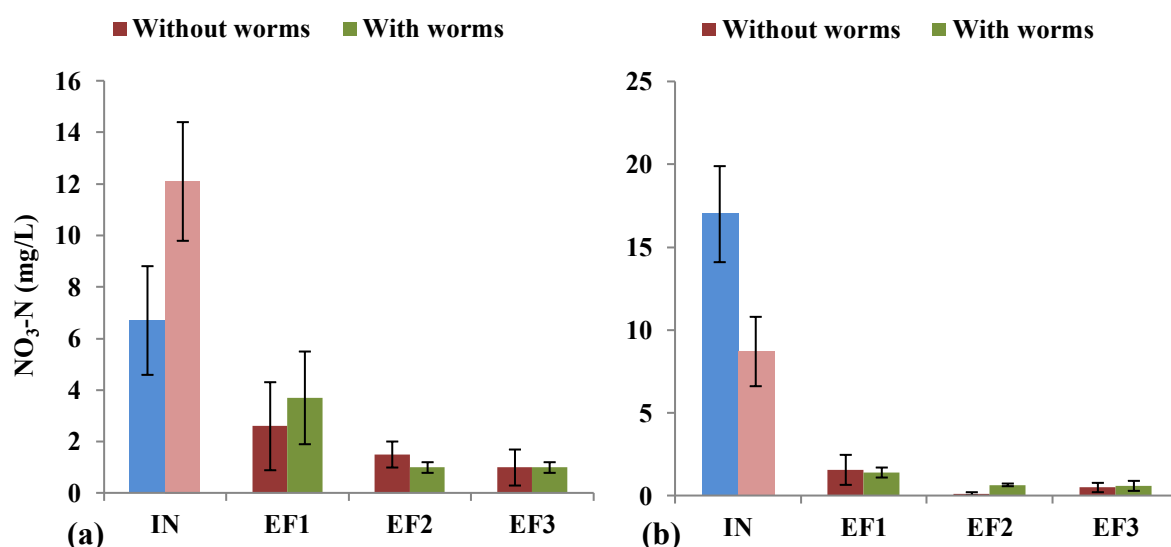 Without worms With worms
16
14
12
10
8
6
4
2
0
NO₃-N (mg/L)
IN EF1 EF2 EF3
(a)
Without worms With worms
25
20
15
10
5
0
IN EF1 EF2 EF3
(b)